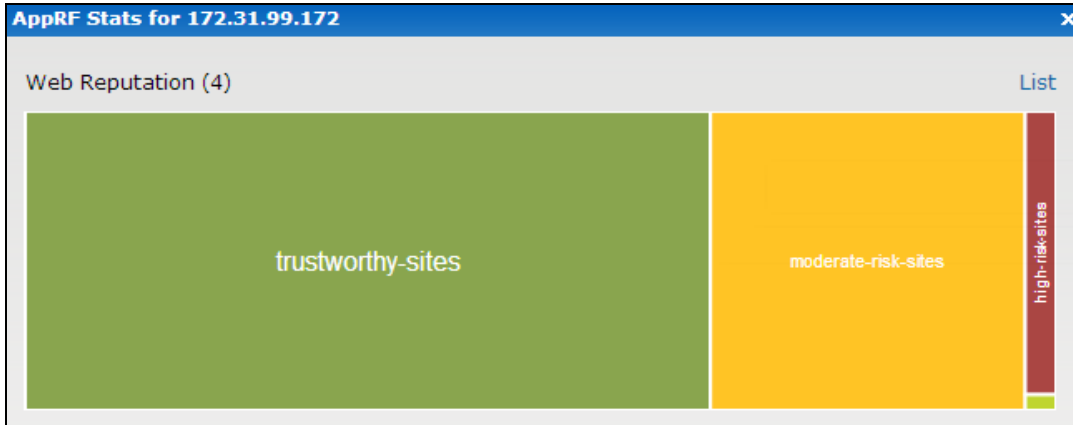 AppRF Stats for 172.31.99.172 x
Web Reputation (4) List
trustworthy-sites
moderate-risk-sites
high-risk-sites